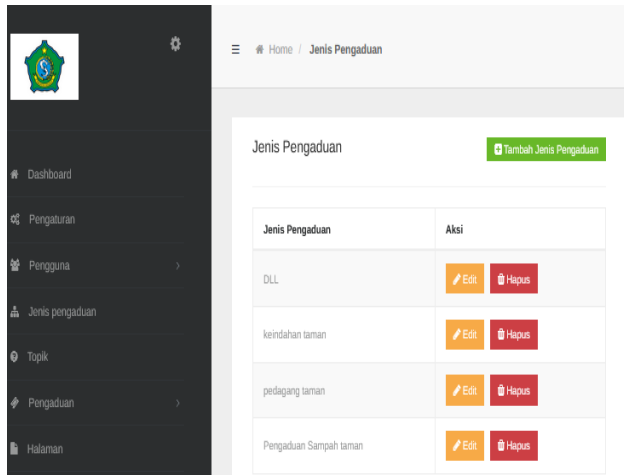 Home / Jenis Pengaduan
Dashboard
Pengaturan
Pengguna
Jenis pengaduan
Topik
Pengaduan
Halaman
Jenis Pengaduan
Tambah Jenis Pengaduan
Jenis Pengaduan Aksi
DLL Edit Hapus
keindahan taman Edit Hapus
pedagang taman Edit Hapus
Pengaduan Sampah taman Edit Hapus